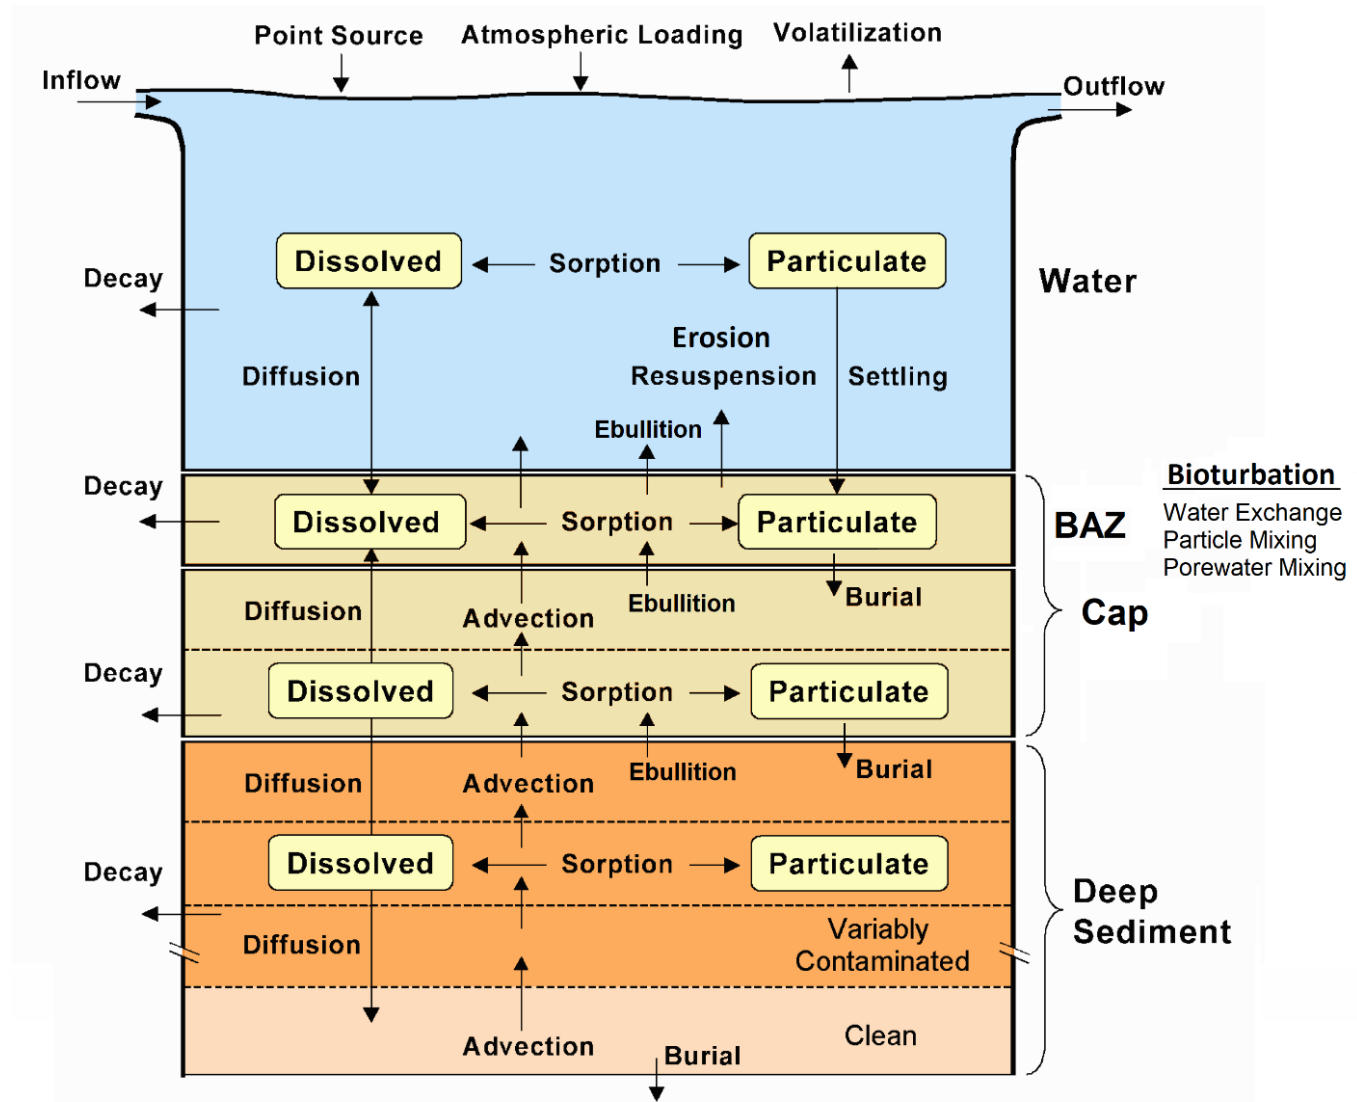 Point Source
Atmospheric Loading
Volatilization
Inflow
Outflow
Dissolved
Sorption
Particulate
Decay
Water
Erosion
Resuspension
Diffusion
Settling
Ebullition
Decay
Dissolved
Sorption
Particulate
BAZ
Bioturbation
Water Exchange
Particle Mixing
Porewater Mixing
Diffusion
Advection
Ebullition
Burial
Cap
Decay
Dissolved
Sorption
Particulate
Diffusion
Advection
Ebullition
Burial
Decay
Dissolved
Sorption
Particulate
Deep
Sediment
Diffusion
Variably
Contaminated
Advection
Burial
Clean